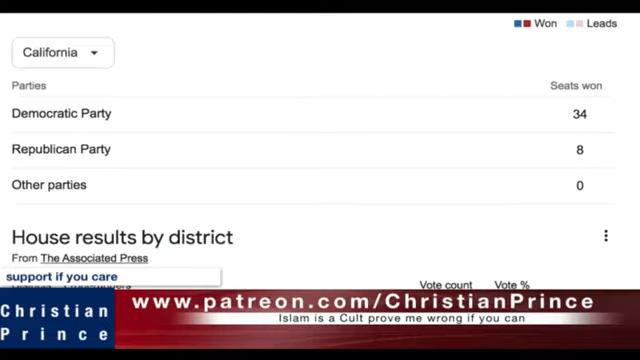 Won Leads
California
Parties Seats won
Democratic Party 34
Republican Party 8
Other parties 0
House results by district
From The Associated Press
support if you care
Vote count Vote %
Christian
Prince
www.patreon.com/ChristianPrince
Islam is a Cult prove me wrong if you can